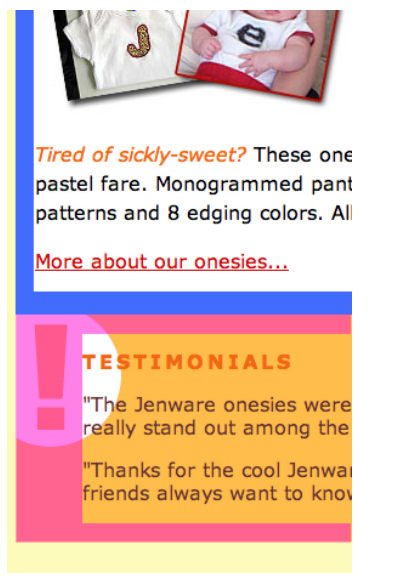 J e
Tired of sickly-sweet? These one
pastel fare. Monogrammed pant
patterns and 8 edging colors. Al
More about our onesies...
!
TESTIMONIALS
"The Jenware onesies were
really stand out among the
"Thanks for the cool Jenwar
friends always want to know